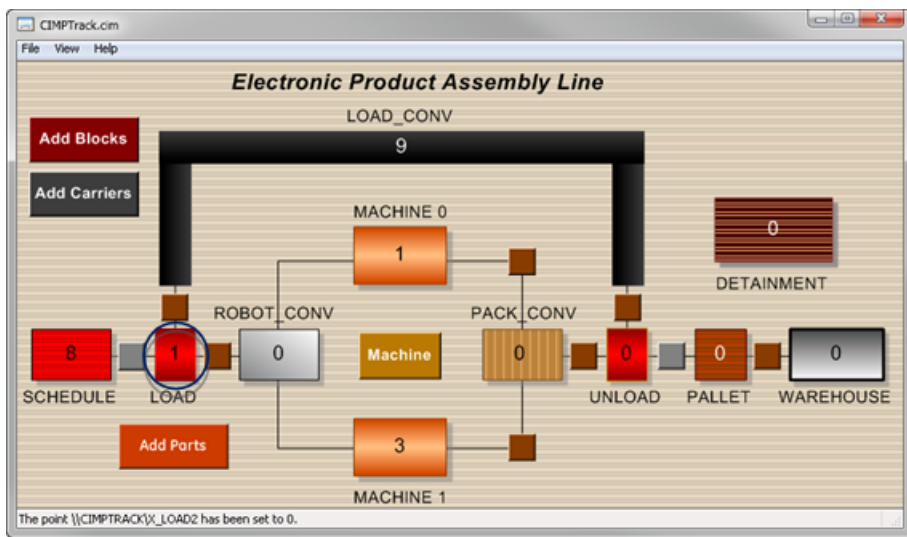 CIMPTrack.cim
File View Help
Electronic Product Assembly Line
LOAD_CONV
Add Blocks
9
Add Carriers
MACHINE 0
0
1
DETAINMENT
ROBOT_CONV
PACK_CONV
8
1
0
Machine
0
0
0
0
SCHEDULE
LOAD
UNLOAD
PALLET
WAREHOUSE
Add Parts
3
MACHINE 1
The point \\CIMPTRACK\X_LOAD2 has been set to 0.